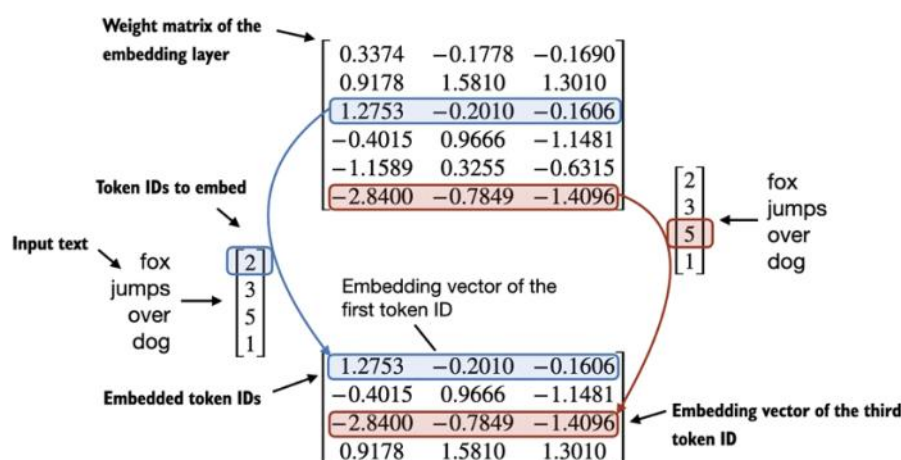 Weight matrix of the
embedding layer
0.3374 −0.1778 −0.1690
0.9178 1.5810 1.3010
1.2753 −0.2010 −0.1606
−0.4015 0.9666 −1.1481
−1.1589 0.3255 −0.6315
−2.8400 −0.7849 −1.4096
Token IDs to embed
Input text
fox
jumps
over
dog
2
3
5
1
2
3
5
1
fox
jumps
over
dog
Embedding vector of the
first token ID
Embedded token IDs
1.2753 −0.2010 −0.1606
−0.4015 0.9666 −1.1481
−2.8400 −0.7849 −1.4096
0.9178 1.5810 1.3010
Embedding vector of the third
token ID